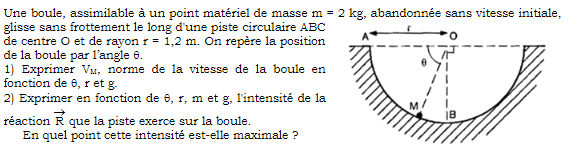 Une boule, assimilable à un point matériel de masse m = 2 kg, abandonnée sans vitesse initiale,
glisse sans frottement le long d'une piste circulaire ABC
de centre O et de rayon r = 1,2 m. On repère la position
de la boule par l'angle θ.
1) Exprimer VM, norme de la vitesse de la boule en
fonction de θ, r et g.
2) Exprimer en fonction de θ, r, m et g, l'intensité de la
réaction R que la piste exerce sur la boule.
En quel point cette intensité est-elle maximale ?
A r O
θ
M B